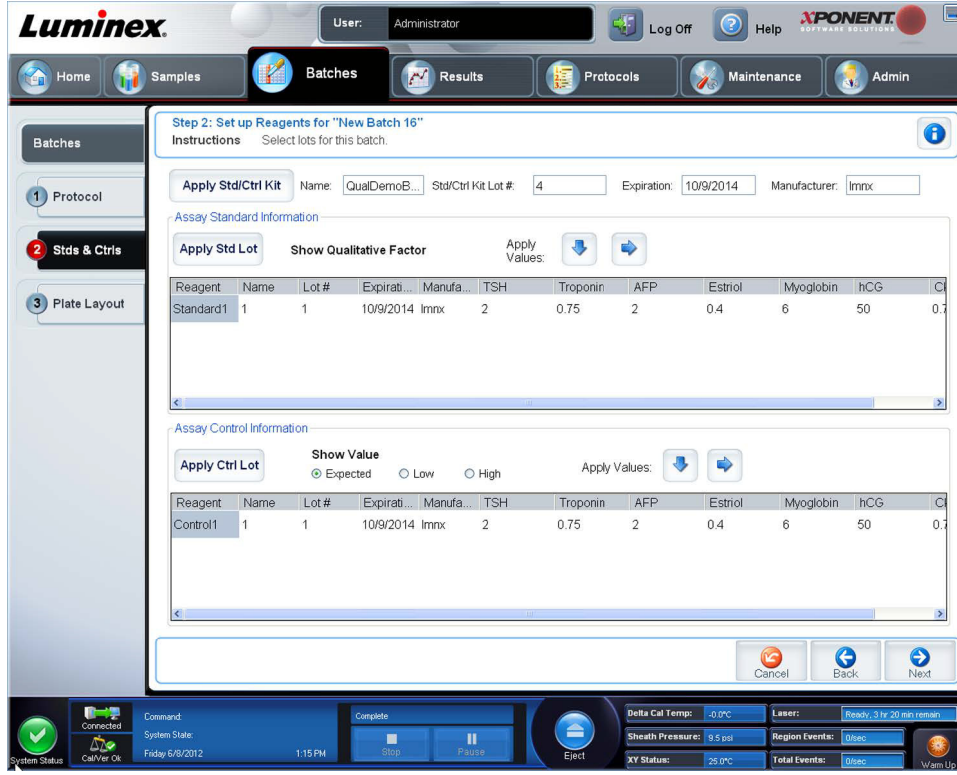 Luminex.
User: Administrator
Log Off
Help
XPONENT.
SOFTWARE SOLUTIONS
Home
Samples
Batches
Results
Protocols
Maintenance
Admin
Batches
1 Protocol
2 Stds & Ctrls
3 Plate Layout
Step 2: Set up Reagents for "New Batch 16"
Instructions Select lots for this batch.
Apply Std/Ctrl Kit Name: QualDemoB... Std/Ctrl Kit Lot #: 4 Expiration: 10/9/2014 Manufacturer: lmnx
Assay Standard Information
Apply Std Lot Show Qualitative Factor Apply Values:
Reagent Name Lot # Expirati... Manufa... TSH Troponin AFP Estriol Myoglobin hCG
Standard1 1 1 10/9/2014 lmnx 2 0.75 2 0.4 6 50 0.7
Assay Control Information
Apply Ctrl Lot Show Value Apply Values:
Expected Low High
Reagent Name Lot # Expirati... Manufa... TSH Troponin AFP Estriol Myoglobin hCG
Control1 1 1 10/9/2014 lmnx 2 0.75 2 0.4 6 50 0.7
Cancel
Back
Next
System Status
Connected
Cal/Ver Ok
Command:
System State:
Friday 6/8/2012 1:15 PM
Complete
Stop
Pause
Eject
Delta Cal Temp: -0.0°C
Sheath Pressure: 9.5 psi
XY Status: 25.0°C
Laser: Ready, 3 hr 20 min remain
Region Events: 0/sec
Total Events: 0/sec
Warm Up